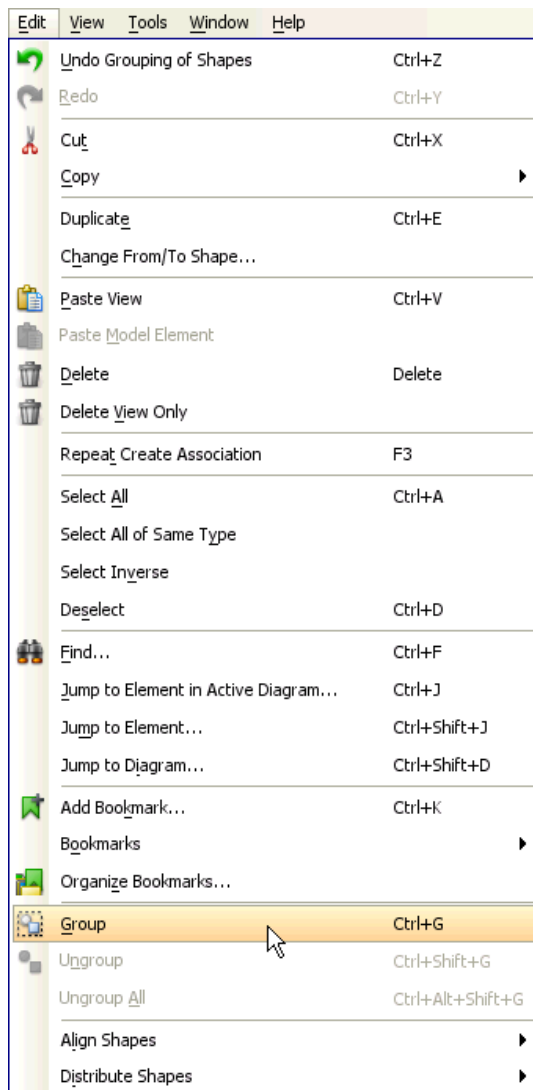 Edit View Tools Window Help
Undo Grouping of Shapes Ctrl+Z
Redo Ctrl+Y
Cut Ctrl+X
Copy
Duplicate Ctrl+E
Change From/To Shape...
Paste View Ctrl+V
Paste Model Element
Delete Delete
Delete View Only
Repeat Create Association F3
Select All Ctrl+A
Select All of Same Type
Select Inverse
Deselect Ctrl+D
Find... Ctrl+F
Jump to Element in Active Diagram... Ctrl+J
Jump to Element... Ctrl+Shift+J
Jump to Diagram... Ctrl+Shift+D
Add Bookmark... Ctrl+K
Bookmarks
Organize Bookmarks...
Group Ctrl+G
Ungroup Ctrl+Shift+G
Ungroup All Ctrl+Alt+Shift+G
Align Shapes
Distribute Shapes